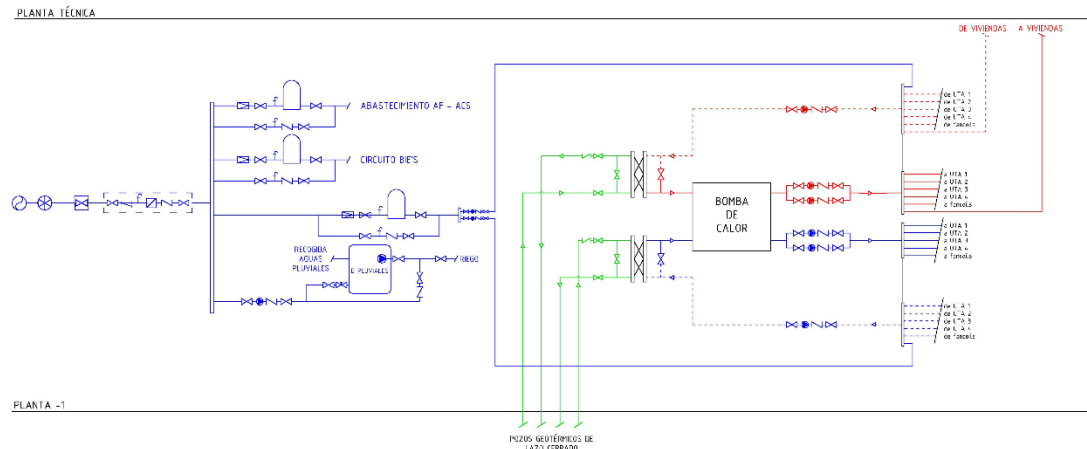 PLANTA TÉCNICA
DE VIVIENDAS
A VIVIENDAS
de UTA 1
de UTA 2
de UTA 3
de UTA 4
de fancoils
ABASTECIMIENTO AF - ACS
CIRCUITO BIE'S
a UTA 1
a UTA 2
a UTA 3
a UTA 4
a fancoils
BOMBA
DE
CALOR
a UTA 1
a UTA 2
a UTA 3
a UTA 4
a fancoils
RECOGIDA
AGUAS
PLUVIALES
D PLUVIALES
RIEGO
de UTA 1
de UTA 2
de UTA 3
de UTA 4
de fancoils
PLANTA -1
POZOS GEOTÉRMICOS DE
LAZO CERRADO